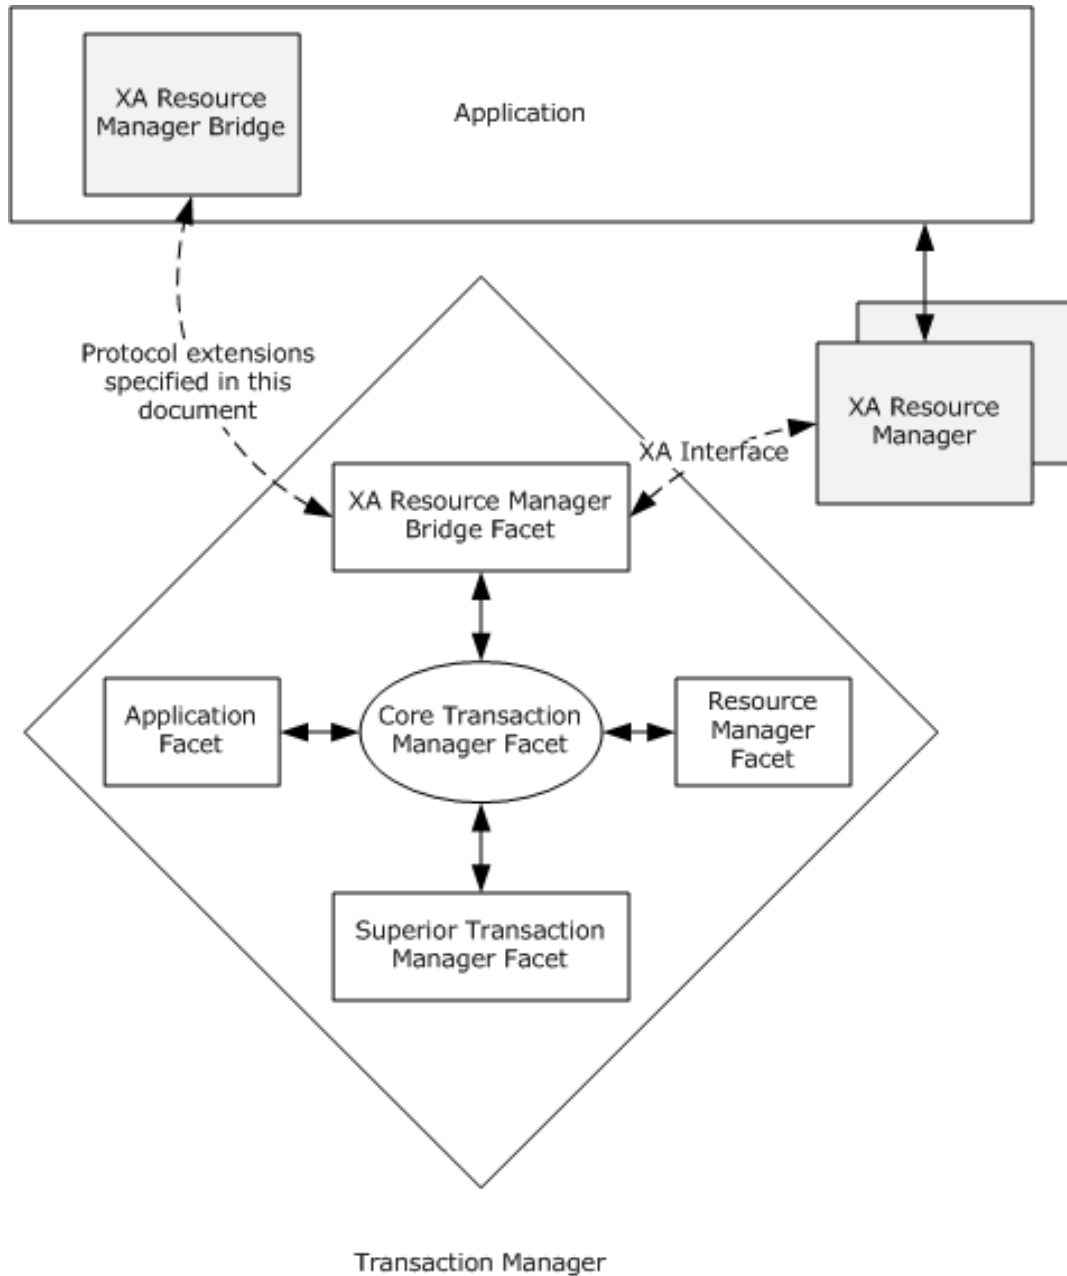 XA Resource
Manager Bridge
Application
Protocol extensions
specified in this
document
XA Resource
Manager
XA Interface
XA Resource Manager
Bridge Facet
Application
Facet
Core Transaction
Manager Facet
Resource
Manager
Facet
Superior Transaction
Manager Facet
Transaction Manager